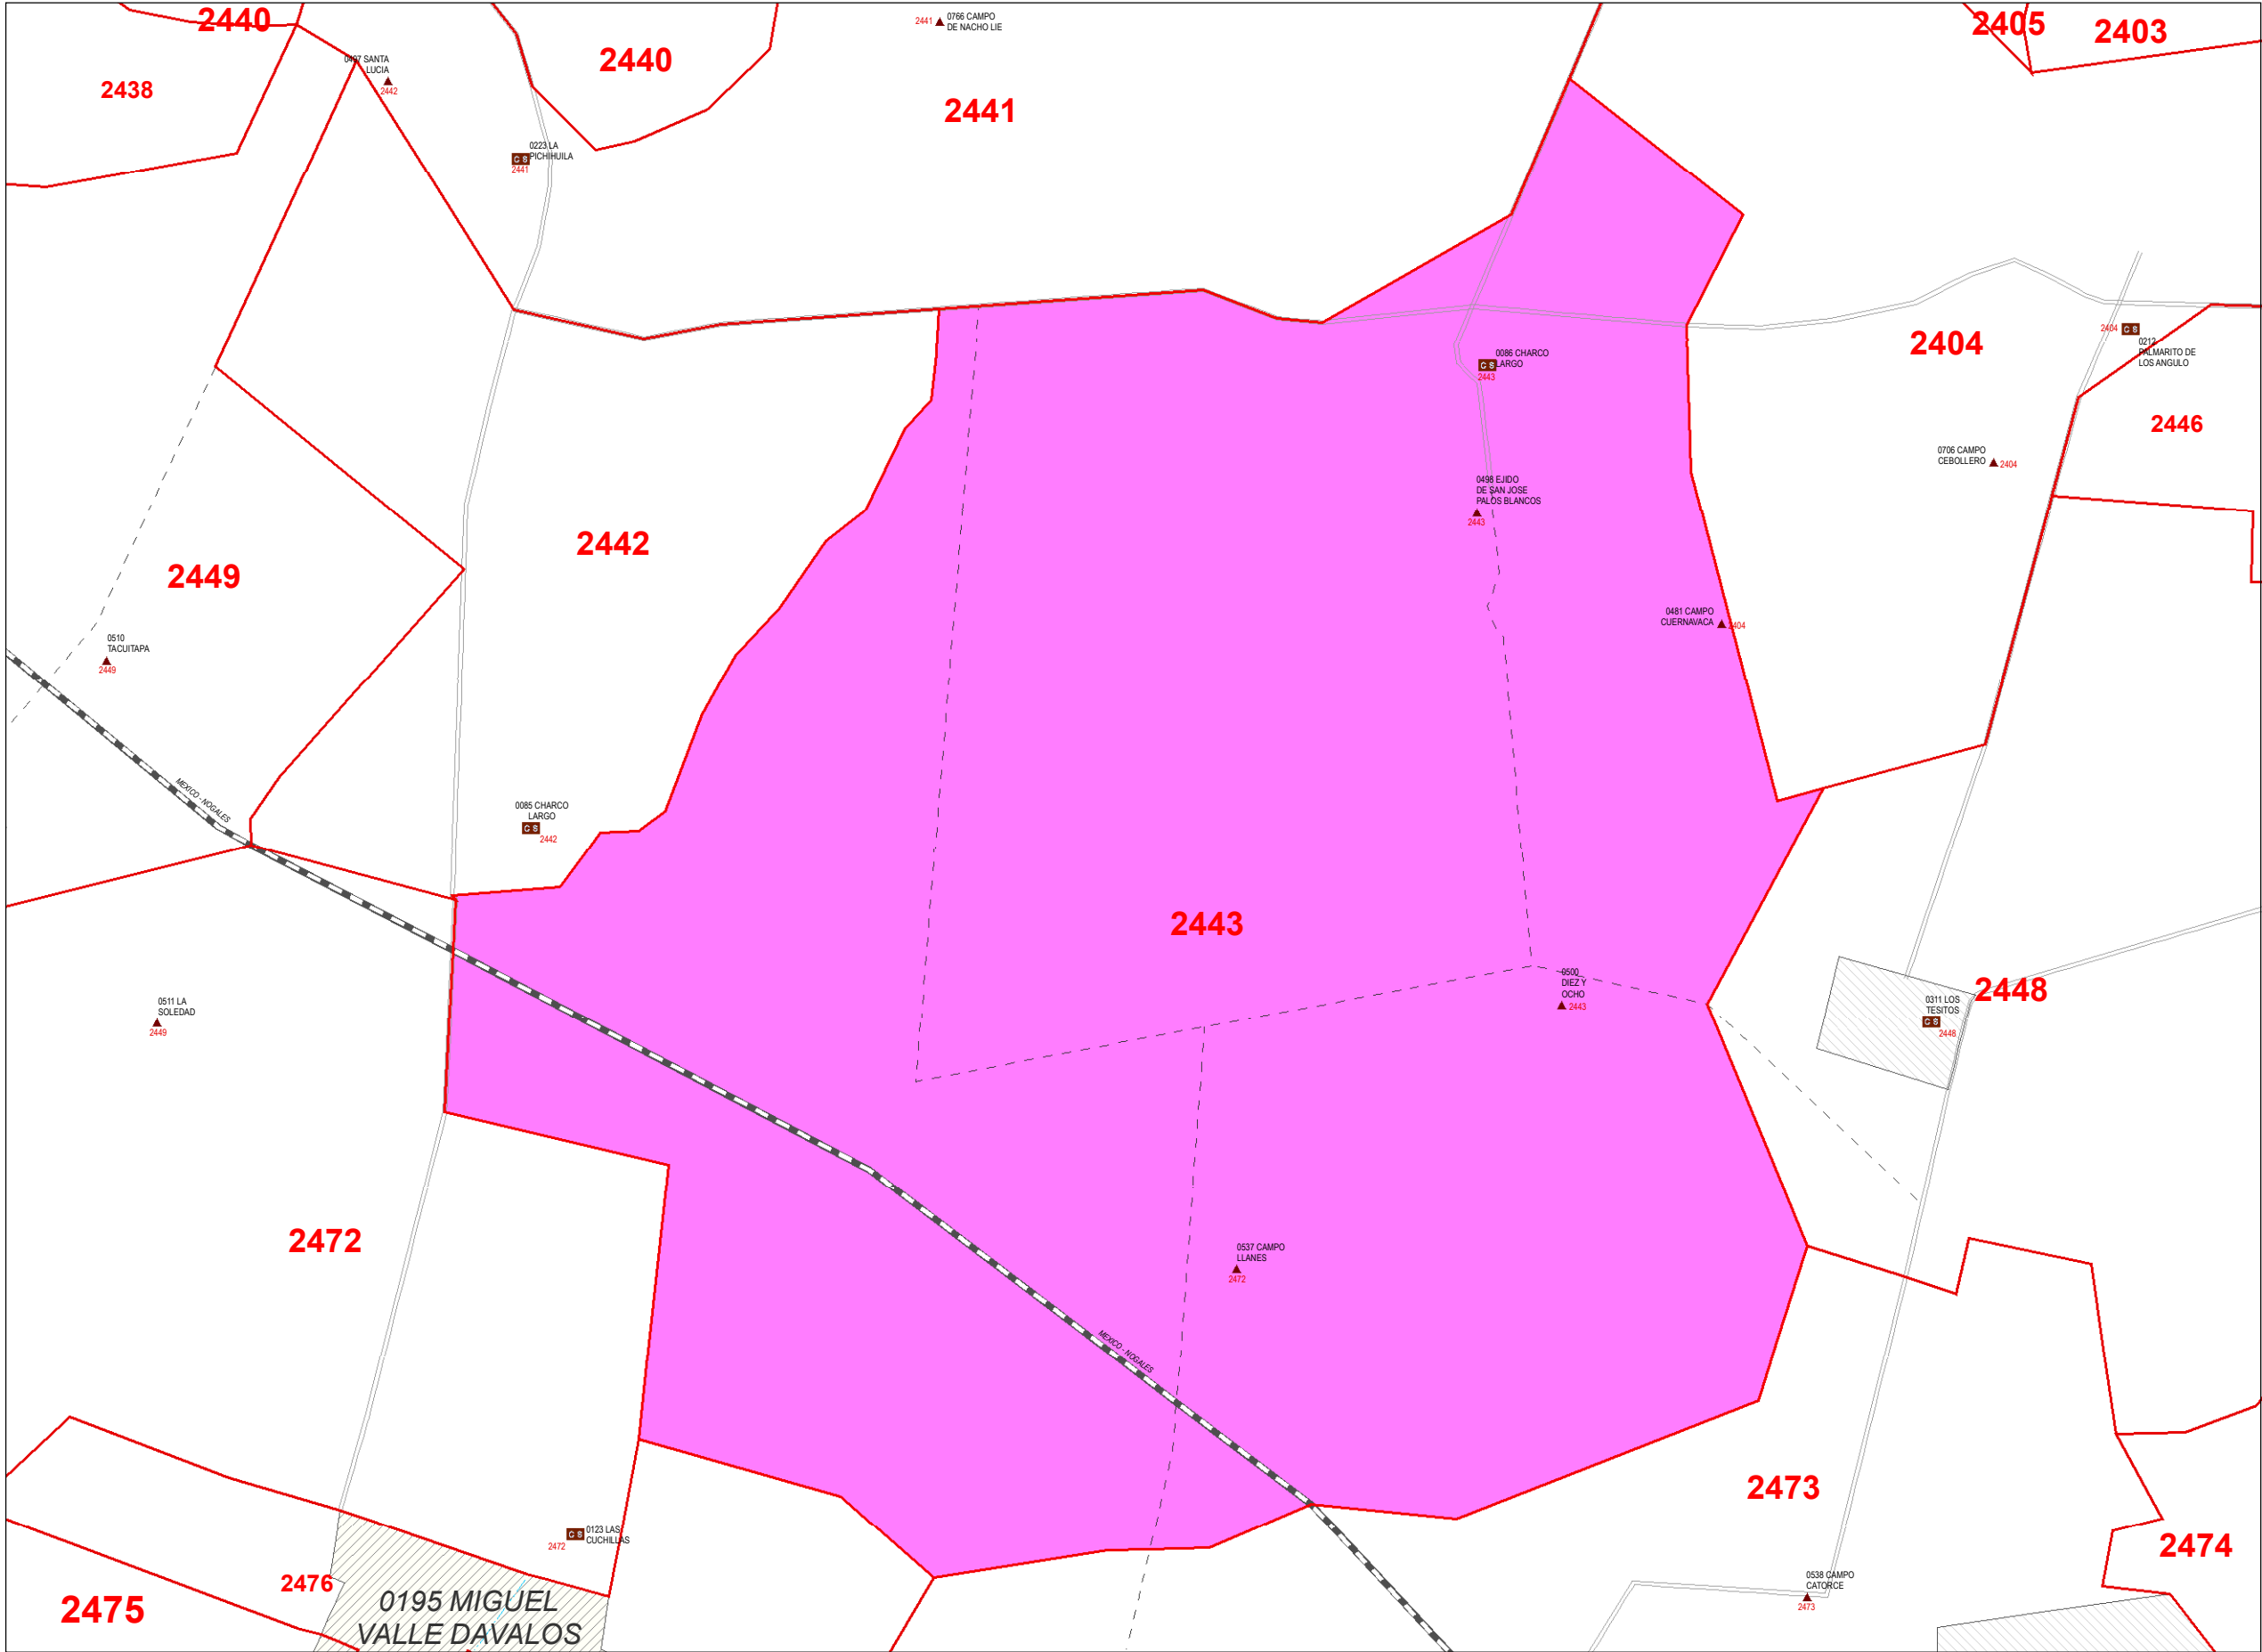 2440
2405
2403
2441
0766 CAMPO
DE NACHO LIE
2440
0497 SANTA
LUCIA
2442
2438
2441
0223 LA
PICHIHUILA
C S
2441
2404
C S
0212
PALMARITO DE
LOS ANGULO
2404
0086 CHARCO
LARGO
C S
2443
2446
0706 CAMPO
CEBOLLERO
2404
0498 EJIDO
DE SAN JOSE
PALOS BLANCOS
2443
2442
2449
0481 CAMPO
CUERNAVACA
2404
0510
TACUITAPA
2449
MEXICO - NOGALES
0085 CHARCO
LARGO
C S
2442
2443
0500
DIEZ Y
OCHO
2443
2448
0311 LOS
TESITOS
C S
2448
0511 LA
SOLEDAD
2449
2472
0537 CAMPO
LLANES
2472
MEXICO - NOGALES
2473
C S
0123 LAS
CUCHILLAS
2472
2474
0538 CAMPO
CATORCE
2473
2476
2475
0195 MIGUEL
VALLE DAVALOS